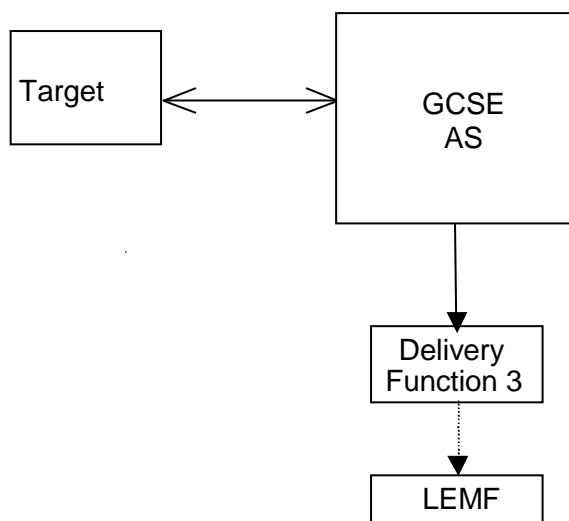 Target
GCSE
AS
Delivery
Function 3
LEMF